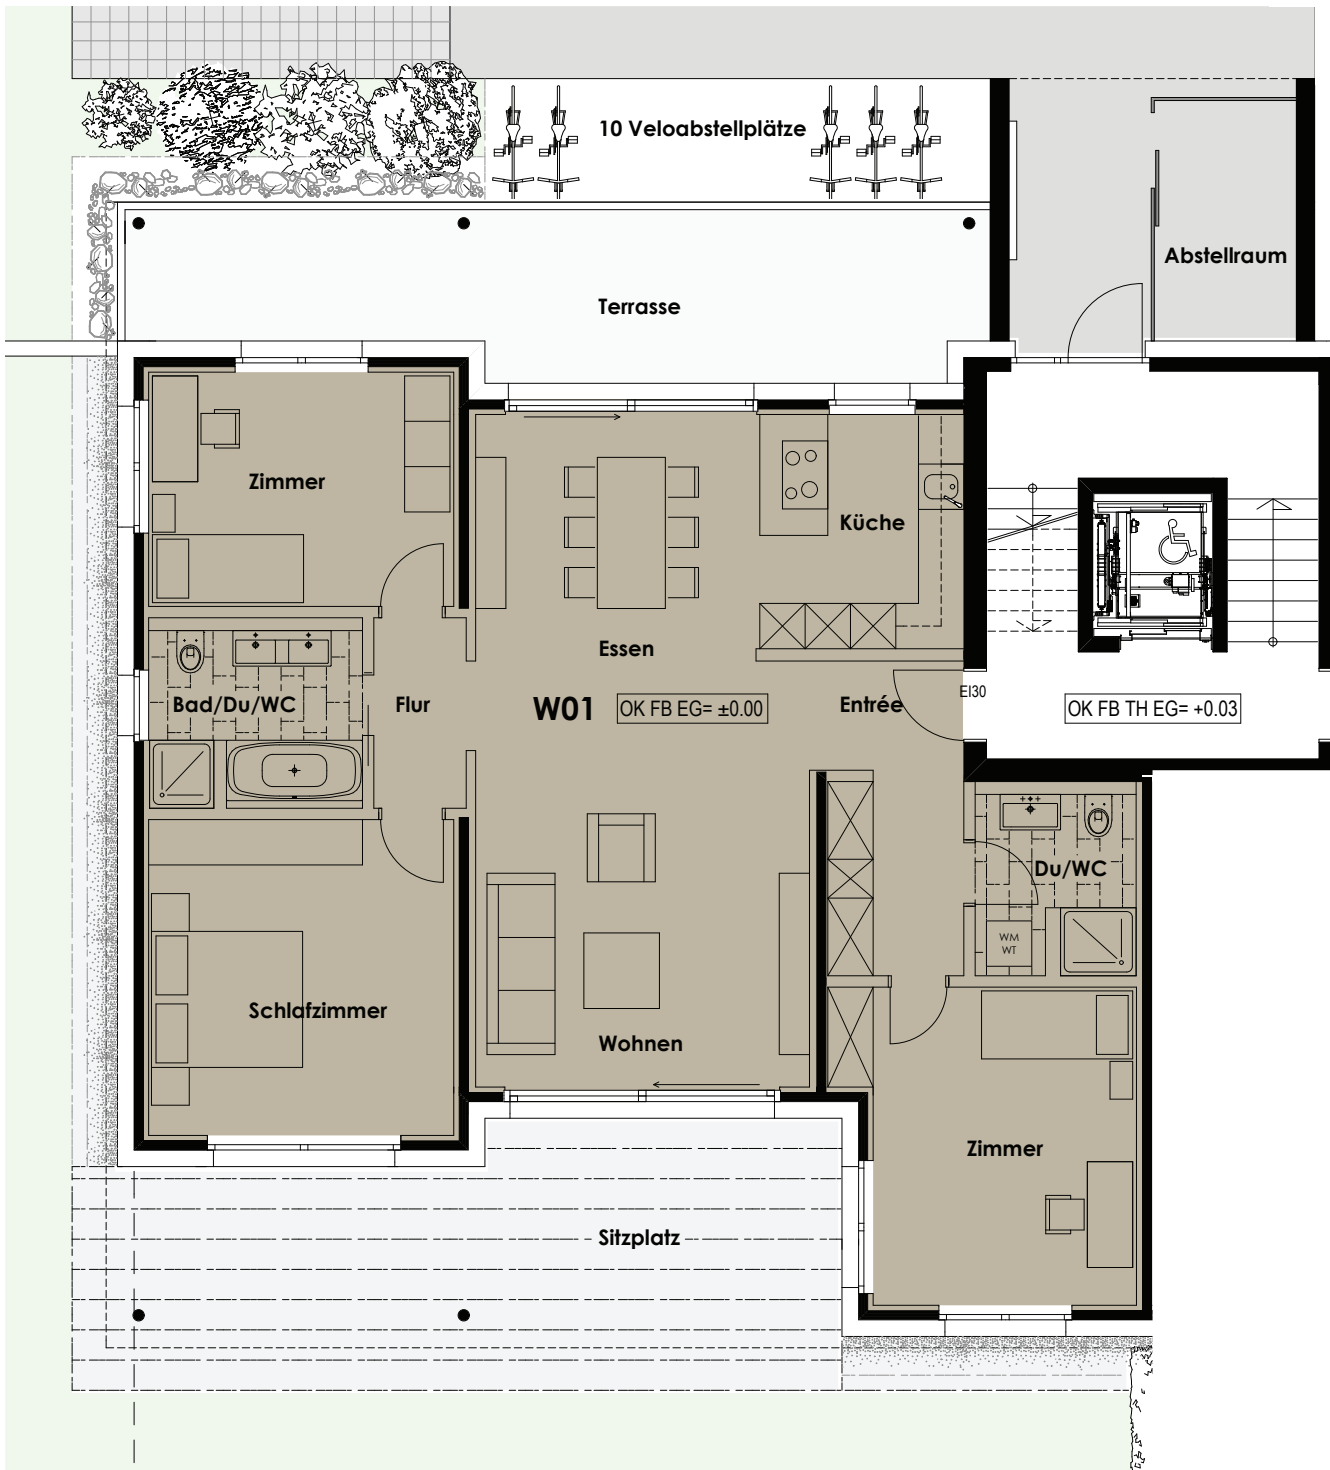 10 Veloabstellplätze
Abstellraum
Terrasse
Zimmer
Küche
Essen
Bad/Du/WC
Flur
W01
OK FB EG= ±0.00
Entrée
EI30
OK FB TH EG= +0.03
Du/WC
WM
WT
Schlafzimmer
Wohnen
Zimmer
Sitzplatz